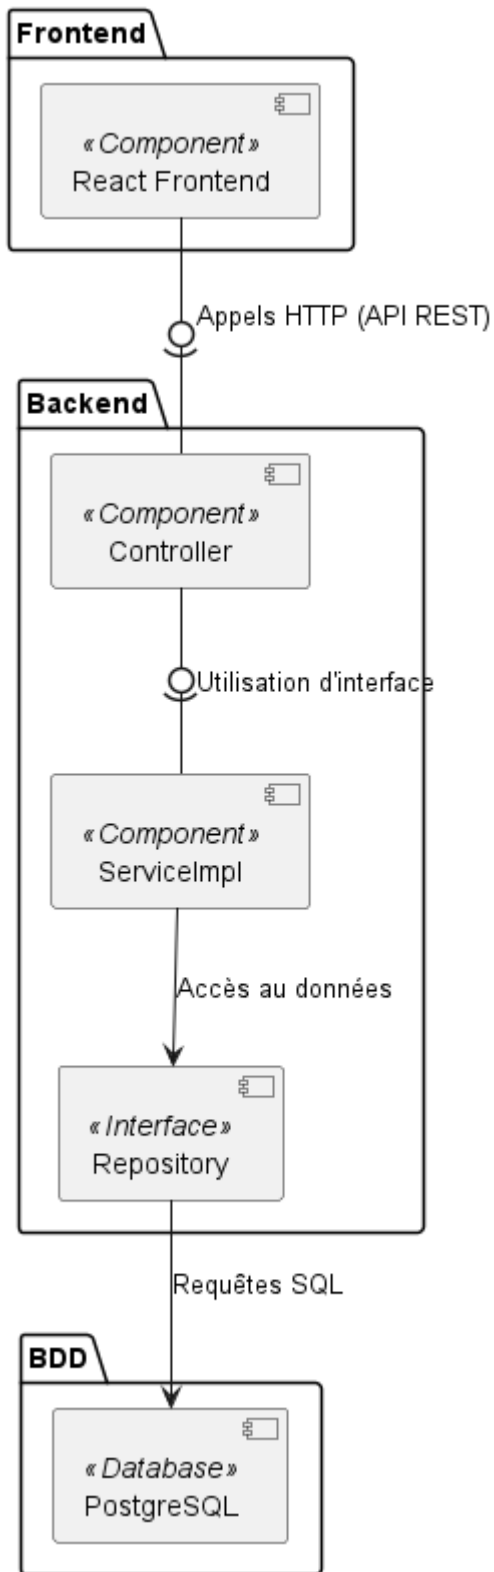 Frontend
«Component»
React Frontend
Appels HTTP (API REST)
Backend
«Component»
Controller
Utilisation d'interface
«Component»
ServiceImpl
Accès au données
«Interface»
Repository
Requêtes SQL
BDD
«Database»
PostgreSQL